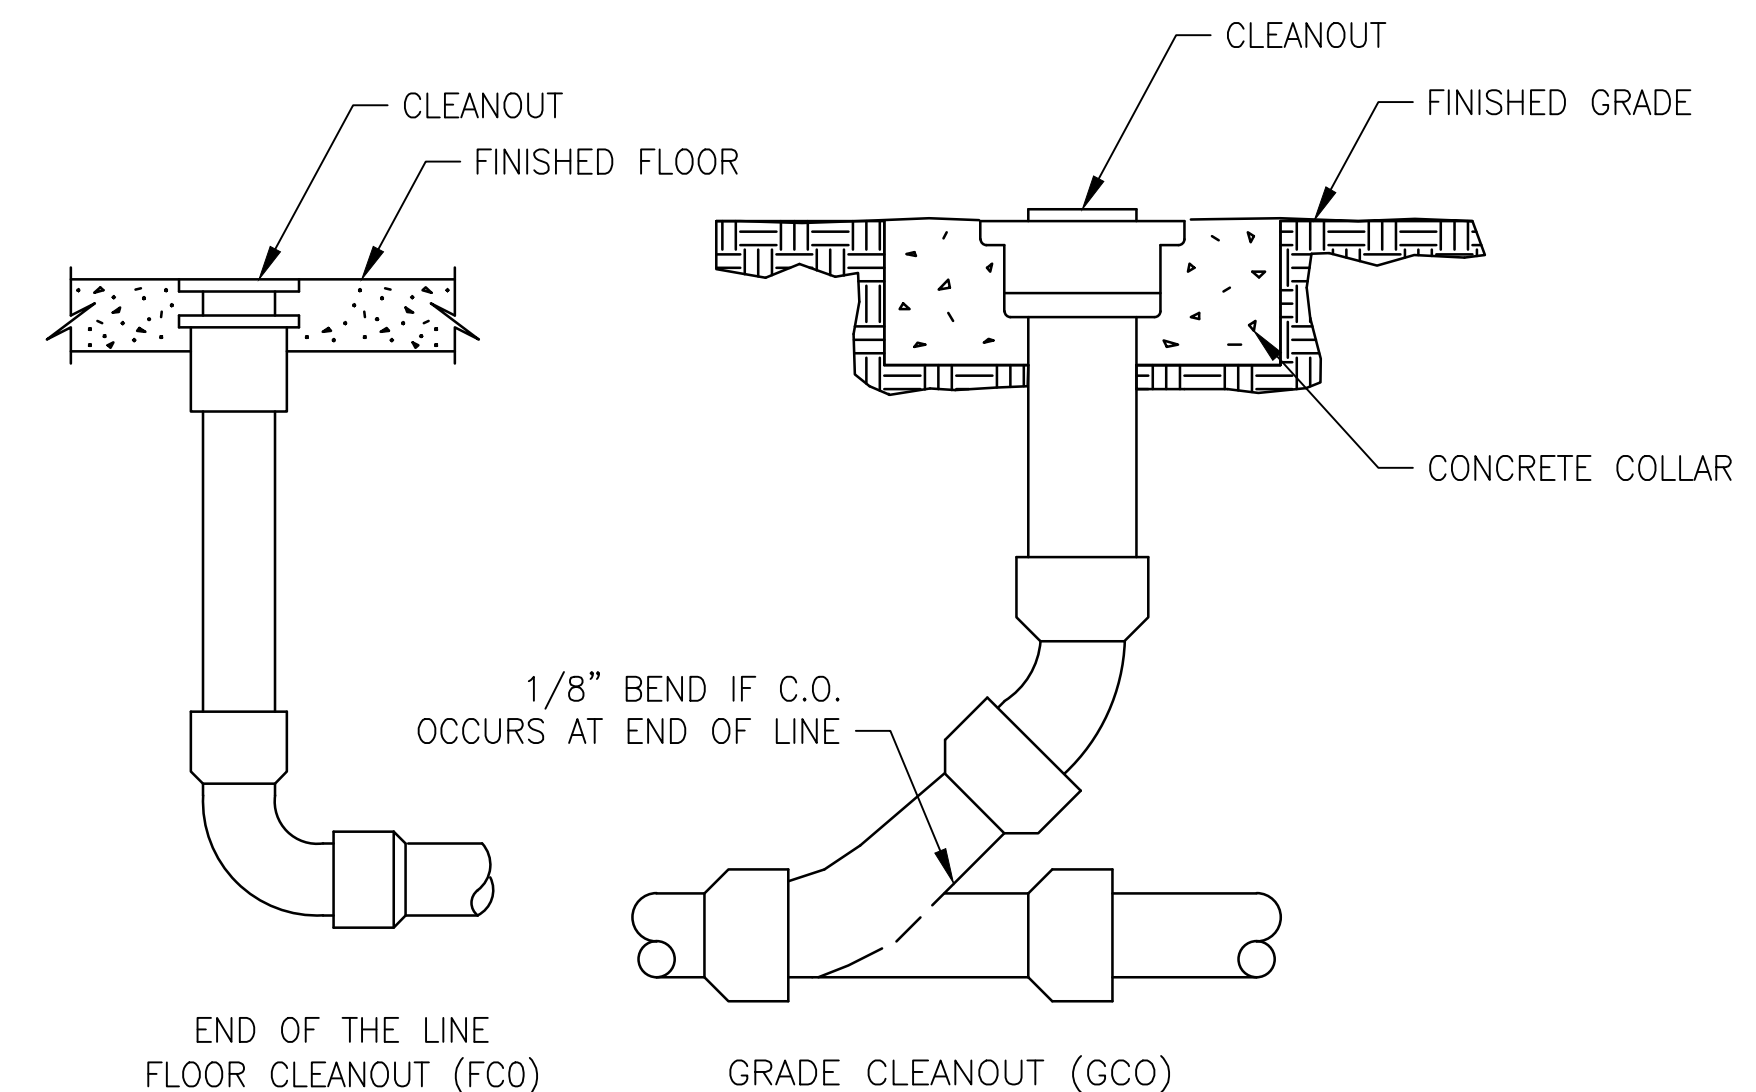 CLEANOUT
FINISHED FLOOR
CLEANOUT
FINISHED GRADE
CONCRETE COLLAR
1/8” BEND IF C.O.
OCCURS AT END OF LINE
END OF THE LINE
FLOOR CLEANOUT (FCO)
GRADE CLEANOUT (GCO)